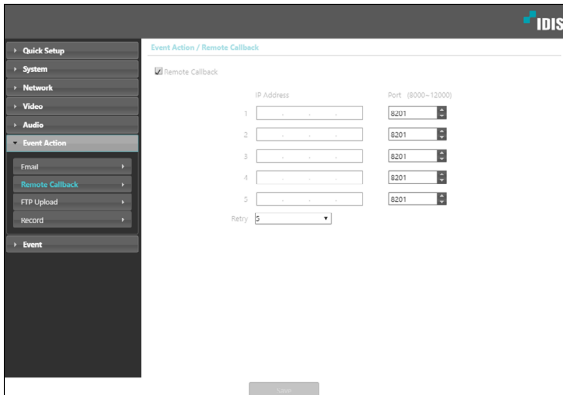 IDIS
Quick Setup
System
Network
Video
Audio
Event Action
Email
Remote Callback
FTP Upload
Record
Event
Event Action / Remote Callback
Remote Callback
IP Address Port (8000~12000)
1 . . . 8201
2 . . . 8201
3 . . . 8201
4 . . . 8201
5 . . . 8201
Retry 5
Save